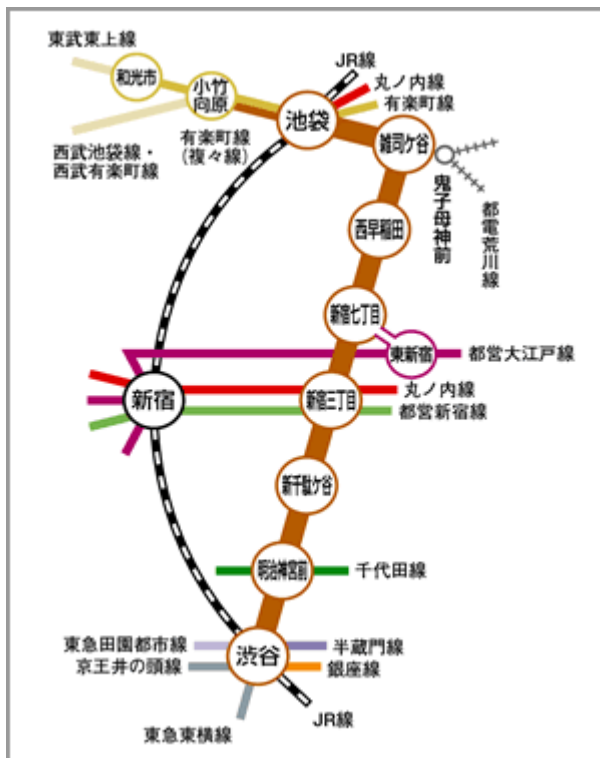 東武東上線
JR線
丸ノ内線
和光市
小竹
向原
有楽町線
池袋
雑司ケ谷
有楽町線
(複々線)
西武池袋線・
西武有楽町線
鬼子母神前
都電荒川線
西早稲田
新宿七丁目
東新宿
都営大江戸線
丸ノ内線
新宿
新宿三丁目
都営新宿線
新千駄ケ谷
明治神宮前
千代田線
東急田園都市線
半蔵門線
渋谷
京王井の頭線
銀座線
JR線
東急東横線